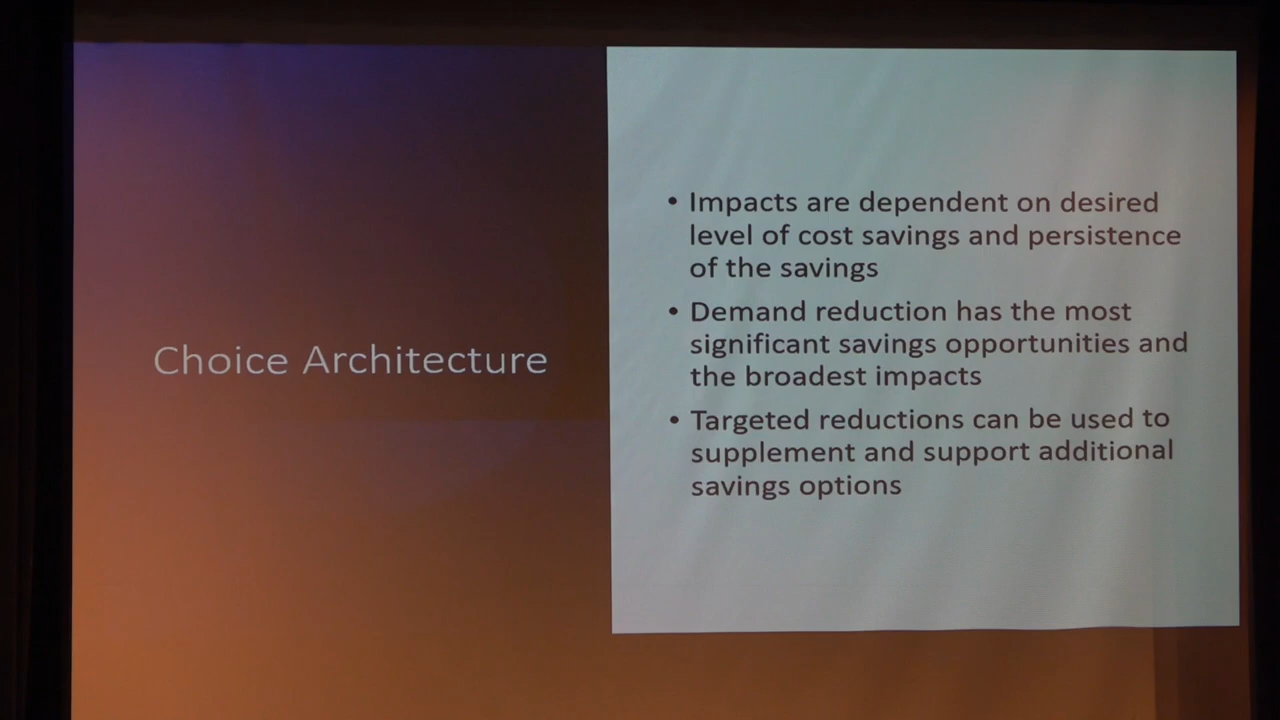 Choice Architecture
• Impacts are dependent on desired
level of cost savings and persistence
of the savings
• Demand reduction has the most
significant savings opportunities and
the broadest impacts
• Targeted reductions can be used to
supplement and support additional
savings options